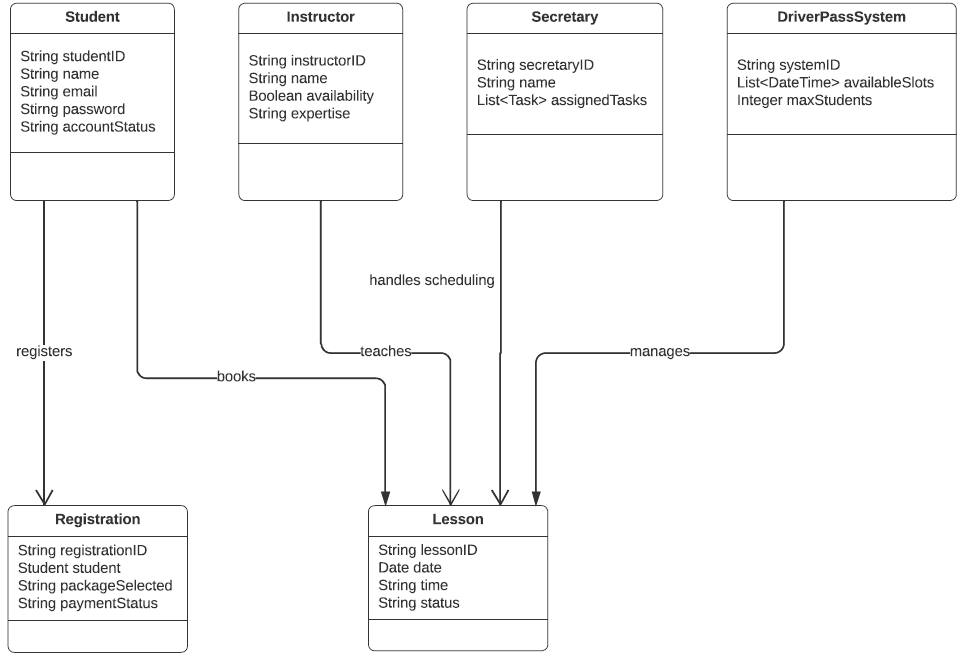 Student
String studentID
String name
String email
String password
String accountStatus
Instructor
String instructorID
String name
Boolean availability
String expertise
Secretary
String secretaryID
String name
List<Task> assignedTasks
DriverPassSystem
String systemID
List<DateTime> availableSlots
Integer maxStudents
handles scheduling
registers
teaches
manages
books
Registration
String registrationID
Student student
String packageSelected
String paymentStatus
Lesson
String lessonID
Date date
String time
String status